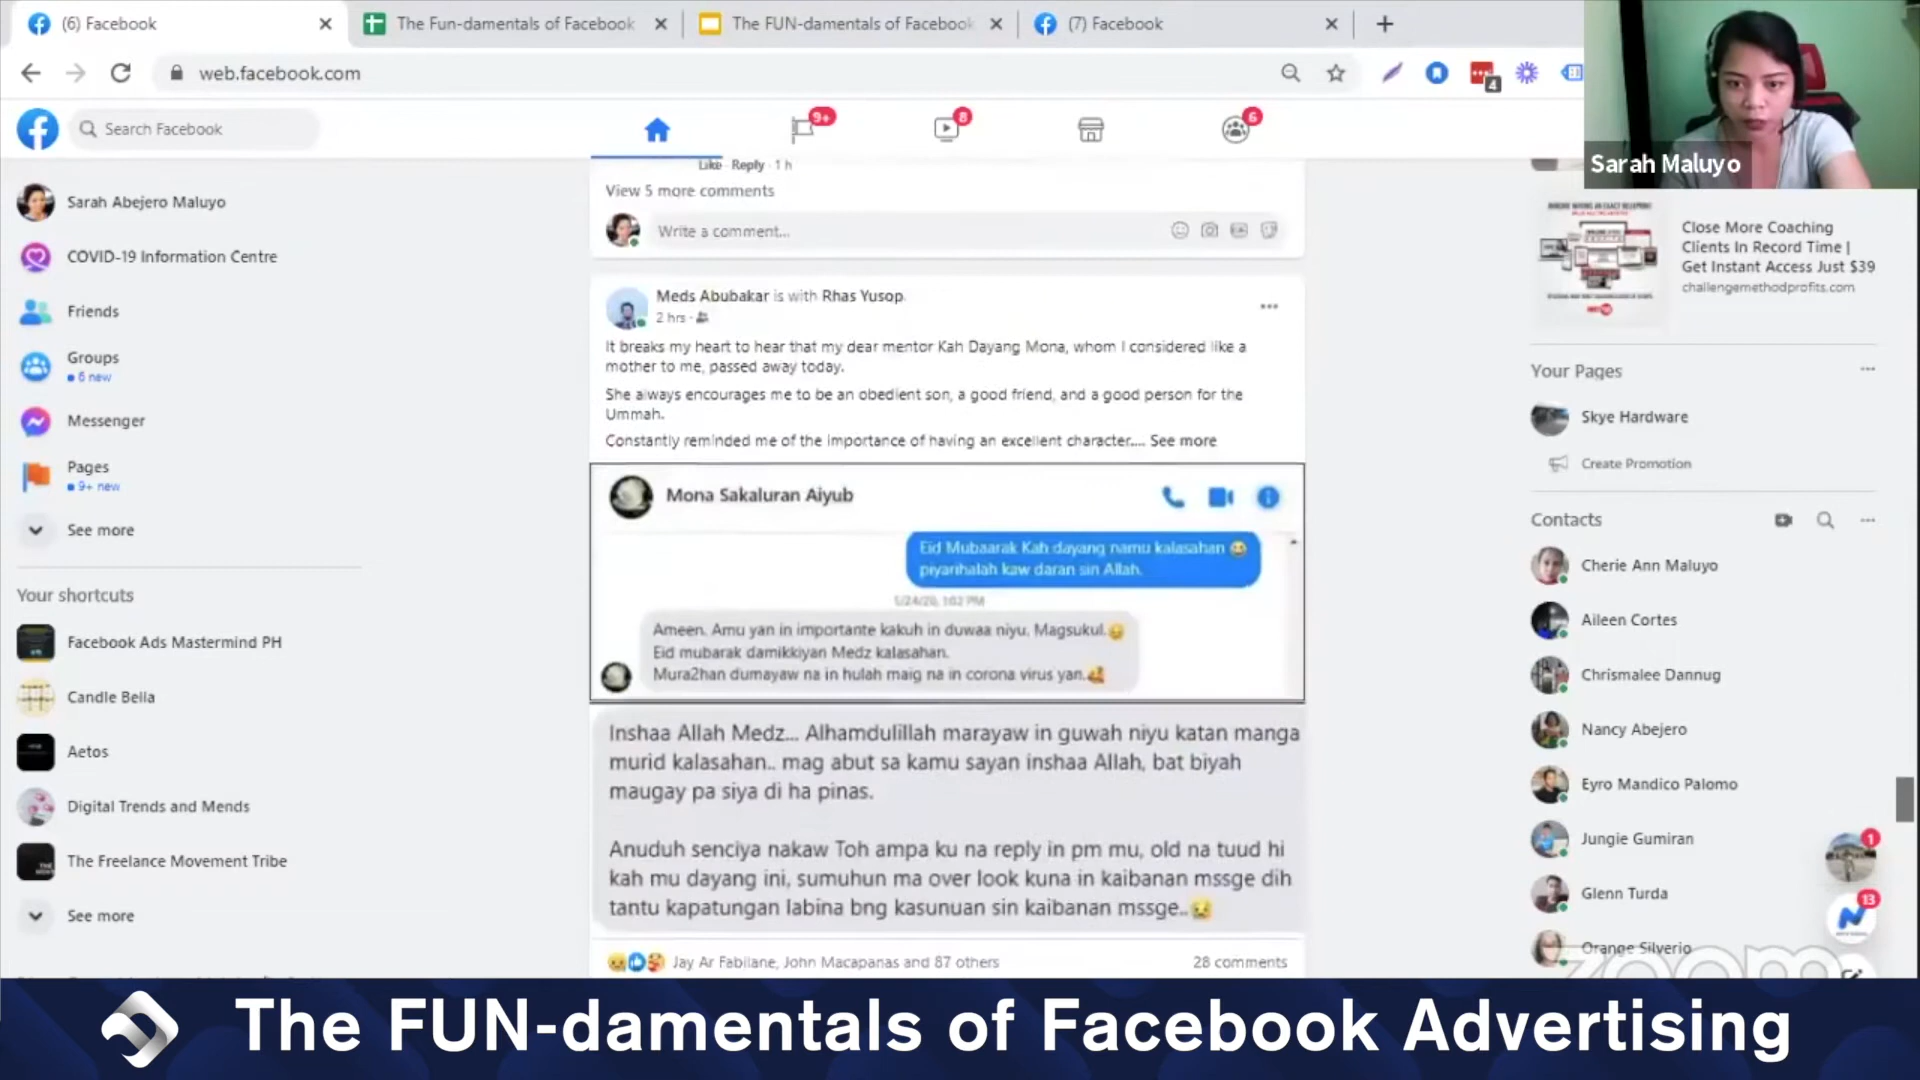 (6) Facebook
The Fun-damentals of Facebook
The FUN-damentals of Facebook
(7) Facebook
web.facebook.com
4
Sarah Maluyo
Search Facebook
9+
8
6
Sarah Abejero Maluyo
COVID-19 Information Centre
Friends
Groups
6 new
Messenger
Pages
9+ new
See more
Your shortcuts
Facebook Ads Mastermind PH
Candle Bella
Aetos
Digital Trends and Mends
The Freelance Movement Tribe
See more
Like · Reply · 1 h
View 5 more comments
Write a comment...
Meds Abubakar is with Rhas Yusop.
2 hrs ·
It breaks my heart to hear that my dear mentor Kah Dayang Mona, whom I considered like a
mother to me, passed away today.
She always encourages me to be an obedient son, a good friend, and a good person for the
Ummah.
Constantly reminded me of the importance of having an excellent character.... See more
Mona Sakaluran Aiyub
Eid Mubaarak Kah dayang namu kalasahan 😂
piyarihalah kaw daran sin Allah.
5/24/20, 1:02 PM
Ameen. Amu yan in importante kakuh in duwaa niyu. Magsukul.
Eid mubarak damikkiyan Medz kalasahan.
Mura2han dumayaw na in hulah maig na in corona virus yan.
Inshaa Allah Medz... Alhamdulillah marayaw in guwah niyu katan manga
murid kalasahan.. mag abut sa kamu sayan inshaa Allah, bat biyah
maugay pa siya di ha pinas.
Anuduh senciya nakaw Toh ampa ku na reply in pm mu, old na tuud hi
kah mu dayang ini, sumuhun ma over look kuna in kaibanan mssge dih
tantu kapatungan labina bng kasunuan sin kaibanan mssge..😢
Jay Ar Fabilane, John Macapanas and 87 others
28 comments
Close More Coaching
Clients In Record Time |
Get Instant Access Just $39
challengemethodprofits.com
Your Pages
Skye Hardware
Create Promotion
Contacts
Cherie Ann Maluyo
Aileen Cortes
Chrismalee Dannug
Nancy Abejero
Eyro Mandico Palomo
Jungie Gumiran
Glenn Turda
Orange Silverio
1
13
zoom
The FUN-damentals of Facebook Advertising